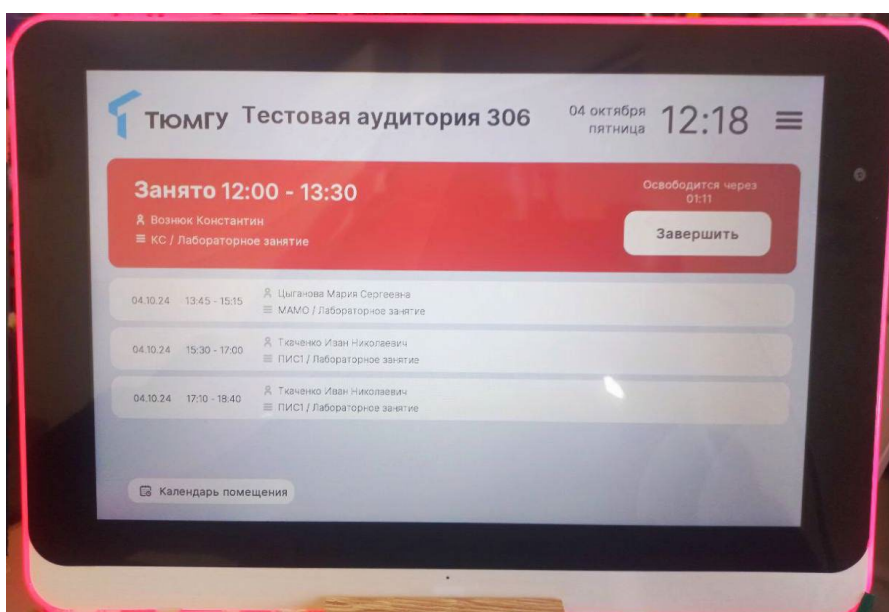 ТюмГУ Тестовая аудитория 306
04 октября
пятница
12:18
Занято 12:00 - 13:30
Вознюк Константин
КС / Лабораторное занятие
Освободится через
01:11
Завершить
04.10.24 13:45 - 15:15
Цыганова Мария Сергеевна
МАМО / Лабораторное занятие
04.10.24 15:30 - 17:00
Ткаченко Иван Николаевич
ПИС1 / Лабораторное занятие
04.10.24 17:10 - 18:40
Ткаченко Иван Николаевич
ПИС1 / Лабораторное занятие
Календарь помещения